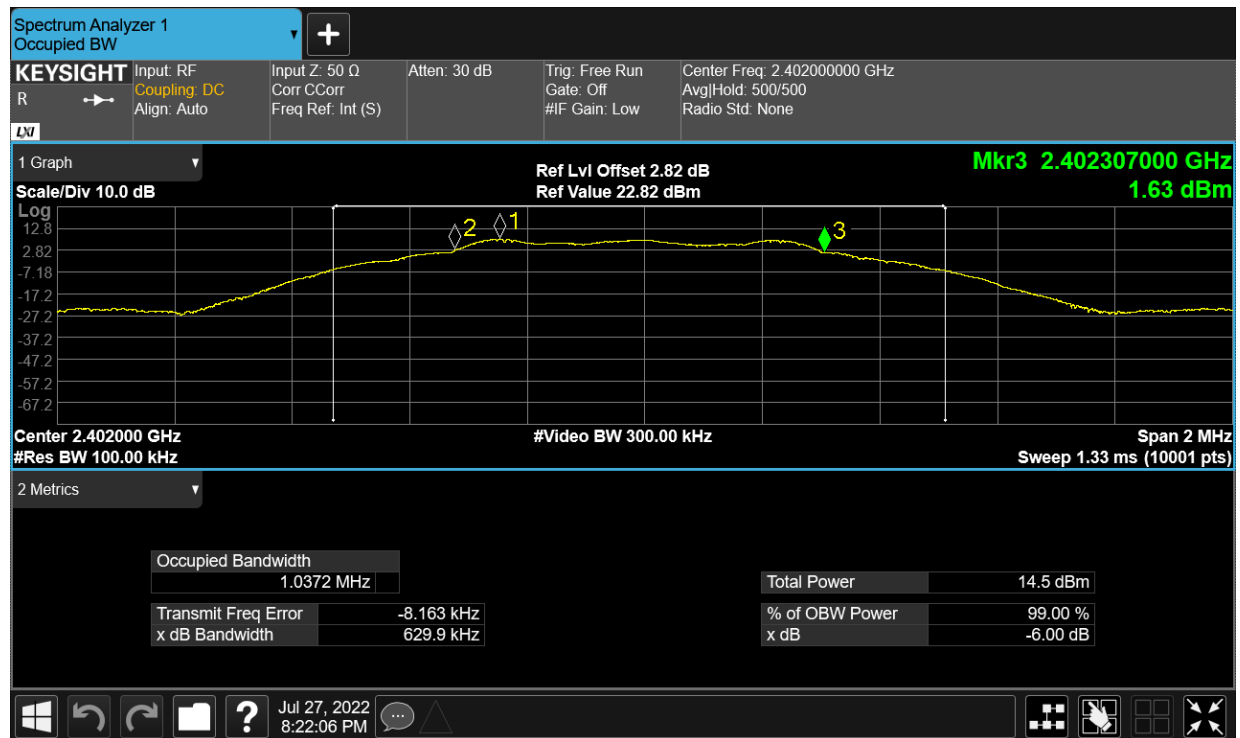 Spectrum Analyzer 1
Occupied BW
KEYSIGHT Input: RF Input Z: 50 Ω Atten: 30 dB Trig: Free Run Center Freq: 2.402000000 GHz
R Coupling: DC Corr CCorr Gate: Off Avg|Hold: 500/500
Align: Auto Freq Ref: Int (S) #IF Gain: Low Radio Std: None
LXI
1 Graph Ref Lvl Offset 2.82 dB Mkr3 2.402307000 GHz
Scale/Div 10.0 dB Ref Value 22.82 dBm 1.63 dBm
Log
12.8
2.82
-7.18
-17.2
-27.2
-37.2
-47.2
-57.2
-67.2
2 1 3
Center 2.402000 GHz #Video BW 300.00 kHz Span 2 MHz
#Res BW 100.00 kHz Sweep 1.33 ms (10001 pts)
2 Metrics
Occupied Bandwidth
1.0372 MHz Total Power 14.5 dBm
Transmit Freq Error -8.163 kHz % of OBW Power 99.00 %
x dB Bandwidth 629.9 kHz x dB -6.00 dB
? Jul 27, 2022
8:22:06 PM